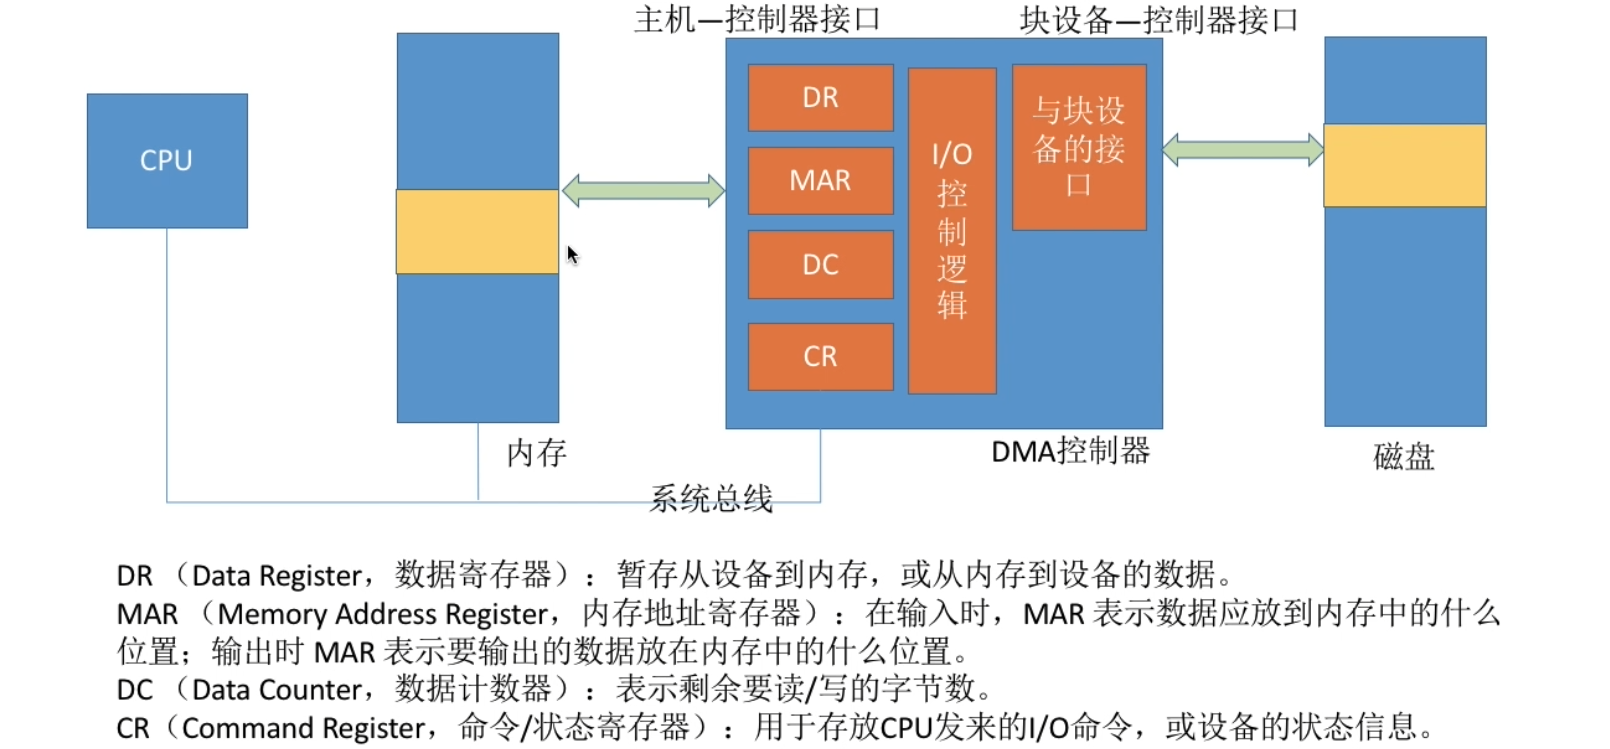 主机—控制器接口
块设备—控制器接口
CPU
DR
MAR
DC
CR
I/O
控
制
逻
辑
与块设
备的接
口
内存
DMA控制器
磁盘
系统总线
DR （Data Register，数据寄存器）：暂存从设备到内存，或从内存到设备的数据。
MAR （Memory Address Register，内存地址寄存器）：在输入时，MAR 表示数据应放到内存中的什么
位置；输出时 MAR 表示要输出的数据放在内存中的什么位置。
DC （Data Counter，数据计数器）：表示剩余要读/写的字节数。
CR（Command Register，命令/状态寄存器）：用于存放CPU发来的I/O命令，或设备的状态信息。